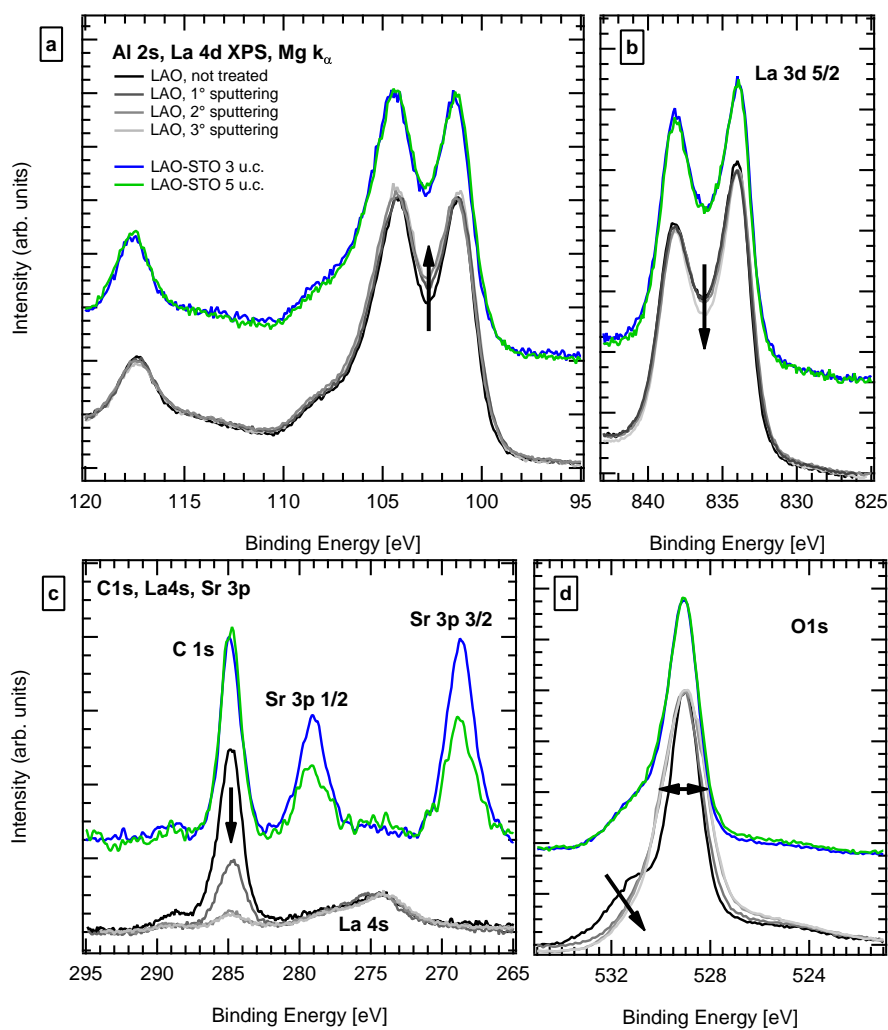 a
Al 2s, La 4d XPS, Mg kα
LAO, not treated
LAO, 1° sputtering
LAO, 2° sputtering
LAO, 3° sputtering
LAO-STO 3 u.c.
LAO-STO 5 u.c.
Intensity (arb. units)
120 115 110 105 100 95
Binding Energy [eV]
b
La 3d 5/2
840 835 830 825
Binding Energy [eV]
c
C1s, La4s, Sr 3p
C 1s
Sr 3p 1/2
Sr 3p 3/2
La 4s
Intensity (arb. units)
295 290 285 280 275 270 265
Binding Energy [eV]
d
O1s
532 528 524
Binding Energy [eV]